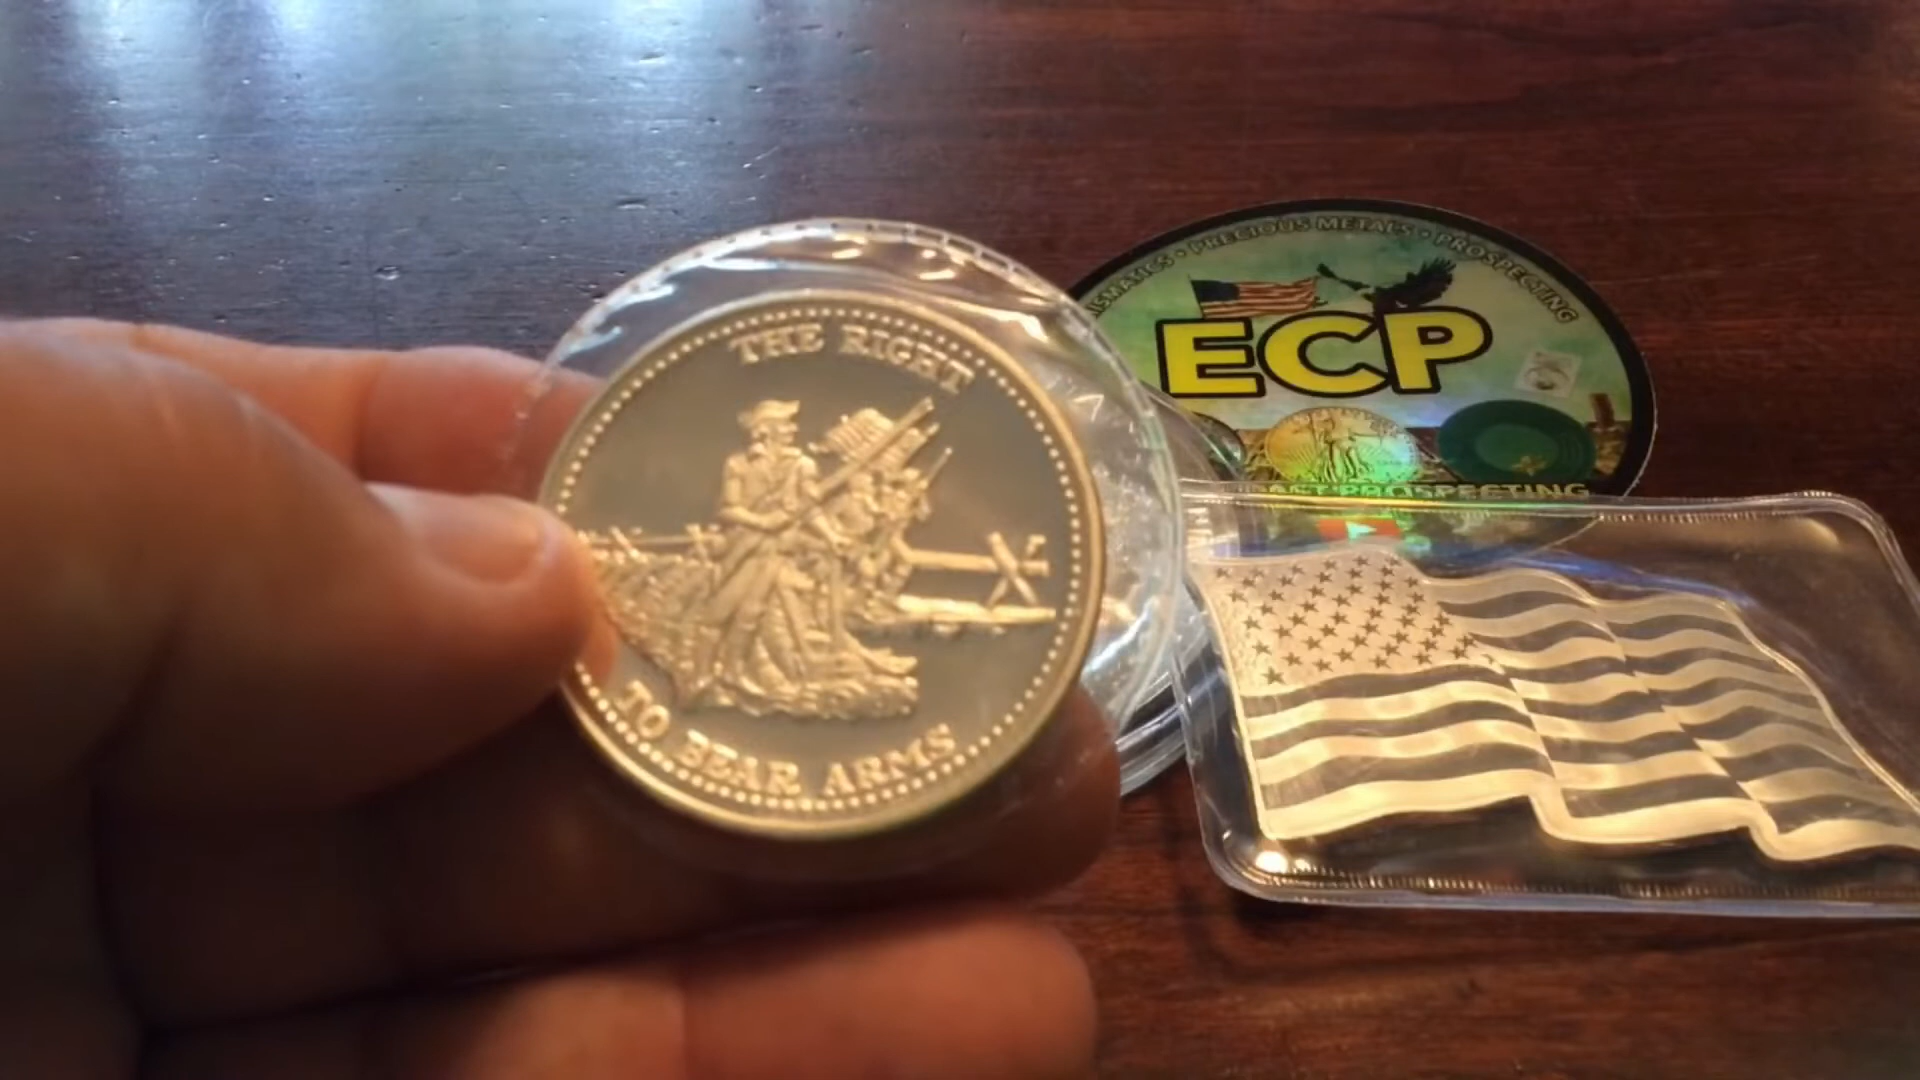 THE RIGHT
TO BEAR ARMS
PRECIOUS METALS • PROSPECTING
ECP
PROSPECTING